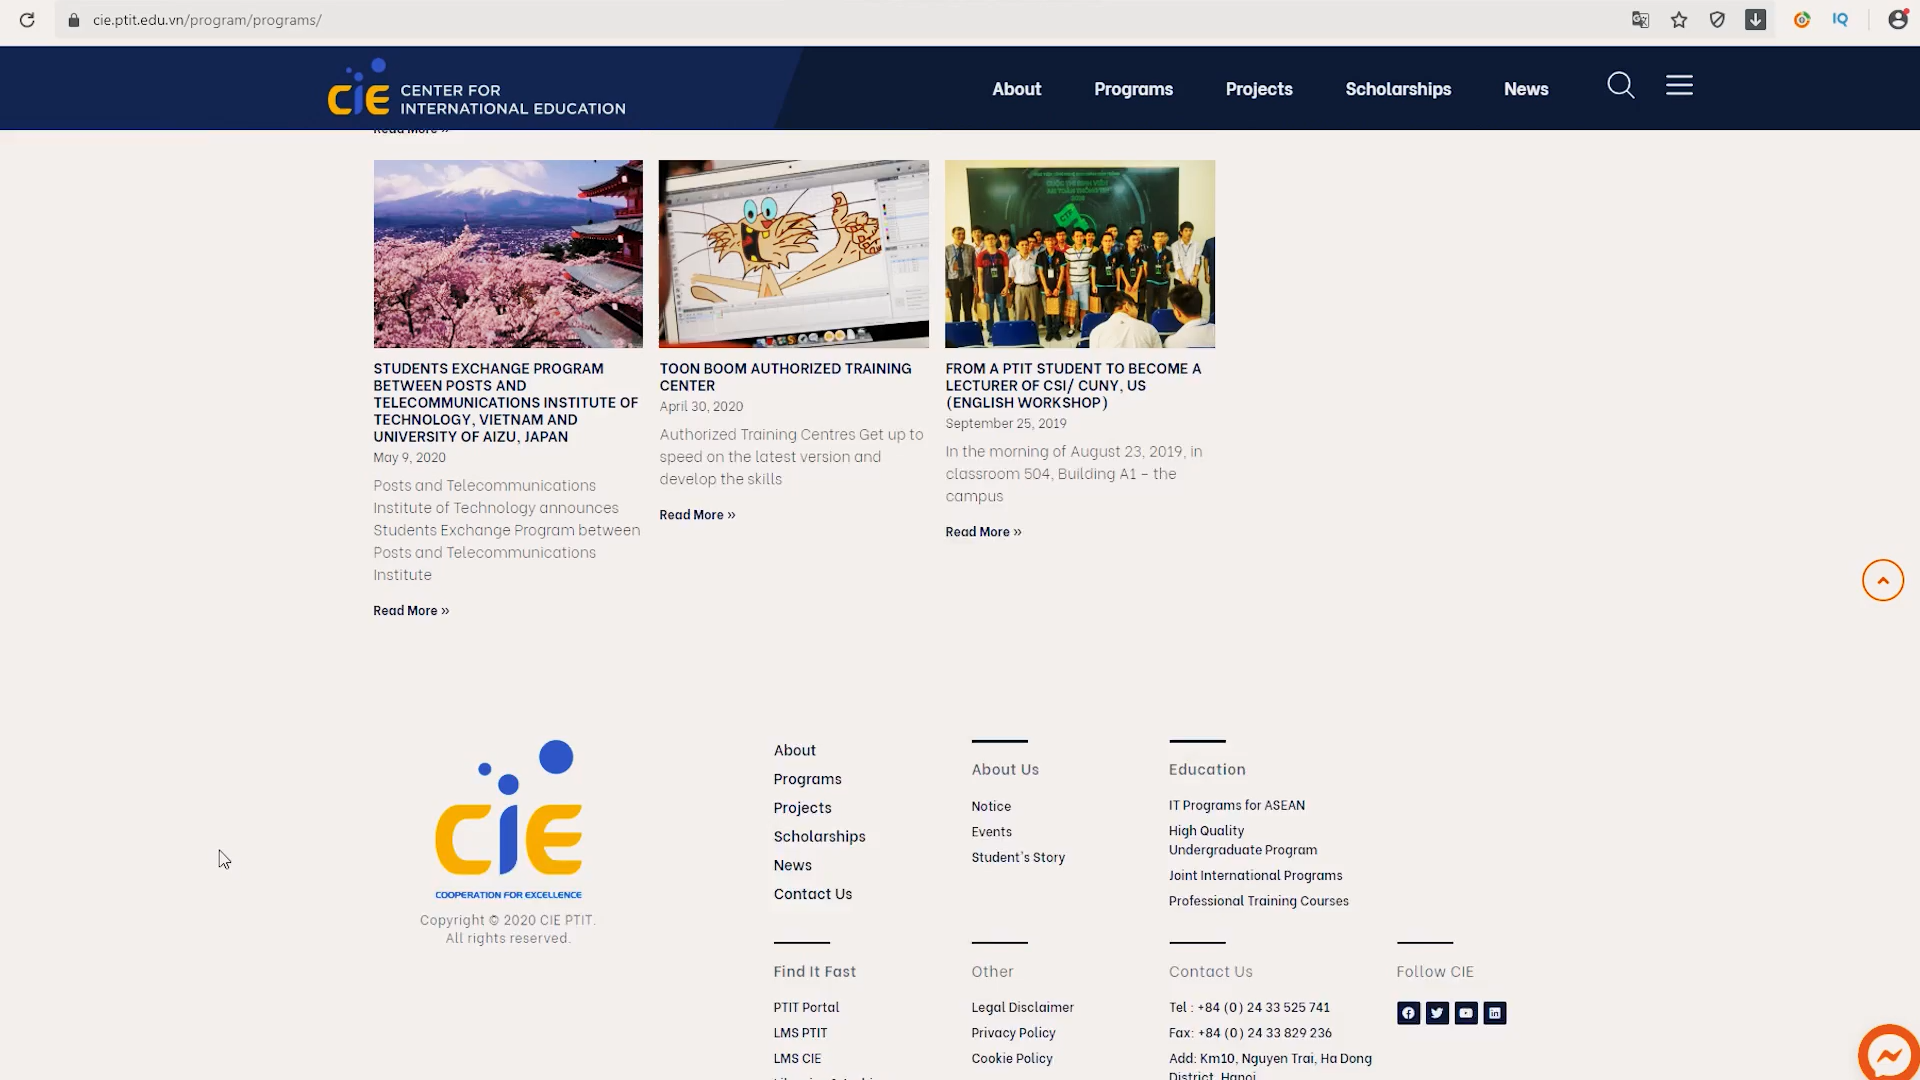 cie.ptit.edu.vn/program/programs/
IQ
CiE
CENTER FOR
INTERNATIONAL EDUCATION
About
Programs
Projects
Scholarships
News
Read More »
STUDENTS EXCHANGE PROGRAM
BETWEEN POSTS AND
TELECOMMUNICATIONS INSTITUTE OF
TECHNOLOGY, VIETNAM AND
UNIVERSITY OF AIZU, JAPAN
May 9, 2020
Posts and Telecommunications
Institute of Technology announces
Students Exchange Program between
Posts and Telecommunications
Institute
Read More »
TOON BOOM AUTHORIZED TRAINING
CENTER
April 30, 2020
Authorized Training Centres Get up to
speed on the latest version and
develop the skills
Read More »
CTF
FROM A PTIT STUDENT TO BECOME A
LECTURER OF CSI/ CUNY, US
(ENGLISH WORKSHOP)
September 25, 2019
In the morning of August 23, 2019, in
classroom 504, Building A1 – the
campus
Read More »
CiE
COOPERATION FOR EXCELLENCE
Copyright © 2020 CIE PTIT.
All rights reserved.
About
Programs
Projects
Scholarships
News
Contact Us
About Us
Notice
Events
Student's Story
Education
IT Programs for ASEAN
High Quality
Undergraduate Program
Joint International Programs
Professional Training Courses
Find It Fast
PTIT Portal
LMS PTIT
LMS CIE
Other
Legal Disclaimer
Privacy Policy
Cookie Policy
Contact Us
Tel : +84 (0) 24 33 525 741
Fax: +84 (0) 24 33 829 236
Add: Km10, Nguyen Trai, Ha Dong
District, Hanoi
Follow CIE